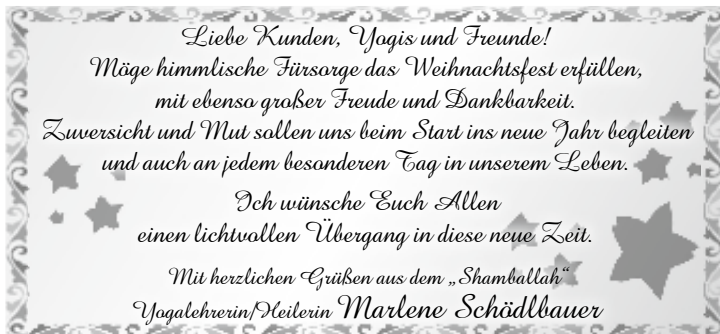 Liebe Kunden, Yogis und Freunde!
Möge himmlische Fürsorge das Weihnachtsfest erfüllen,
mit ebenso großer Freude und Dankbarkeit.
Zuversicht und Mut sollen uns beim Start ins neue Jahr begleiten
und auch an jedem besonderen Tag in unserem Leben.
Ich wünsche Euch Allen
einen lichtvollen Übergang in diese neue Zeit.
Mit herzlichen Grüßen aus dem „Shamballah“
Yogalehrerin/Heilerin Marlene Schödlbauer